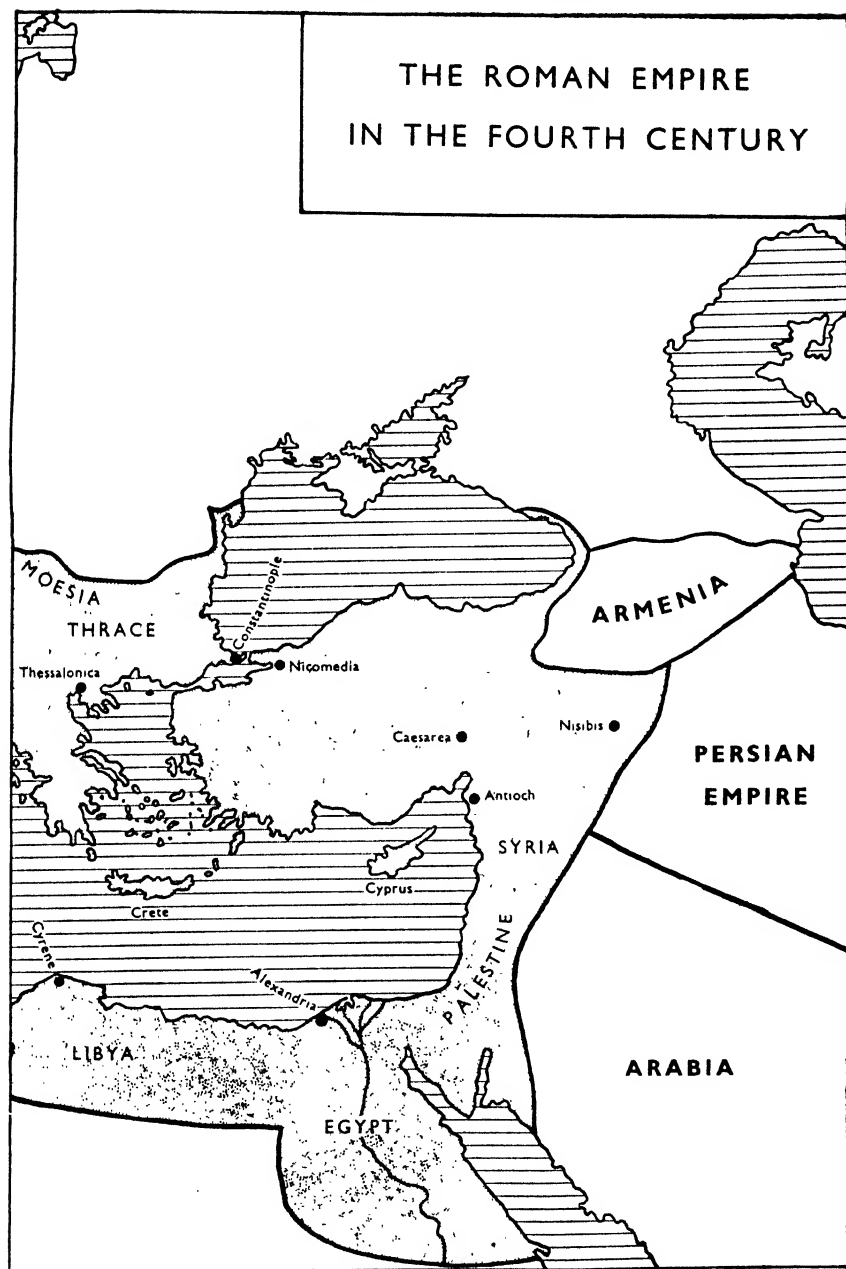 THE ROMAN EMPIRE
IN THE FOURTH CENTURY
MOESIA
THRACE
Constantinople
Thessalonica
Nicomedia
ARMENIA
Caesarea
Nisibis
PERSIAN
EMPIRE
Antioch
SYRIA
Cyprus
Crete
Cyrene
Alexandria
PALESTINE
LIBYA
ARABIA
EGYPT